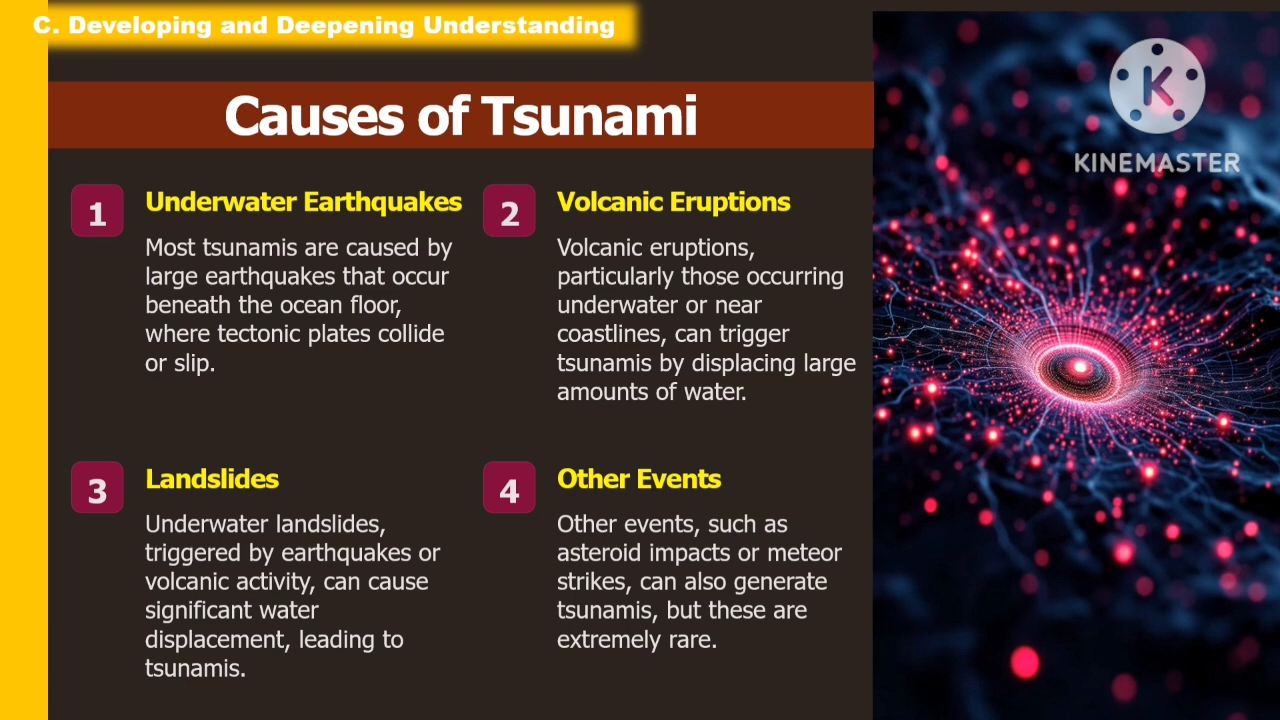 C. Developing and Deepening Understanding
Causes of Tsunami
1
Underwater Earthquakes
Most tsunamis are caused by
large earthquakes that occur
beneath the ocean floor,
where tectonic plates collide
or slip.
2
Volcanic Eruptions
Volcanic eruptions,
particularly those occurring
underwater or near
coastlines, can trigger
tsunamis by displacing large
amounts of water.
3
Landslides
Underwater landslides,
triggered by earthquakes or
volcanic activity, can cause
significant water
displacement, leading to
tsunamis.
4
Other Events
Other events, such as
asteroid impacts or meteor
strikes, can also generate
tsunamis, but these are
extremely rare.
K
KINEMASTER